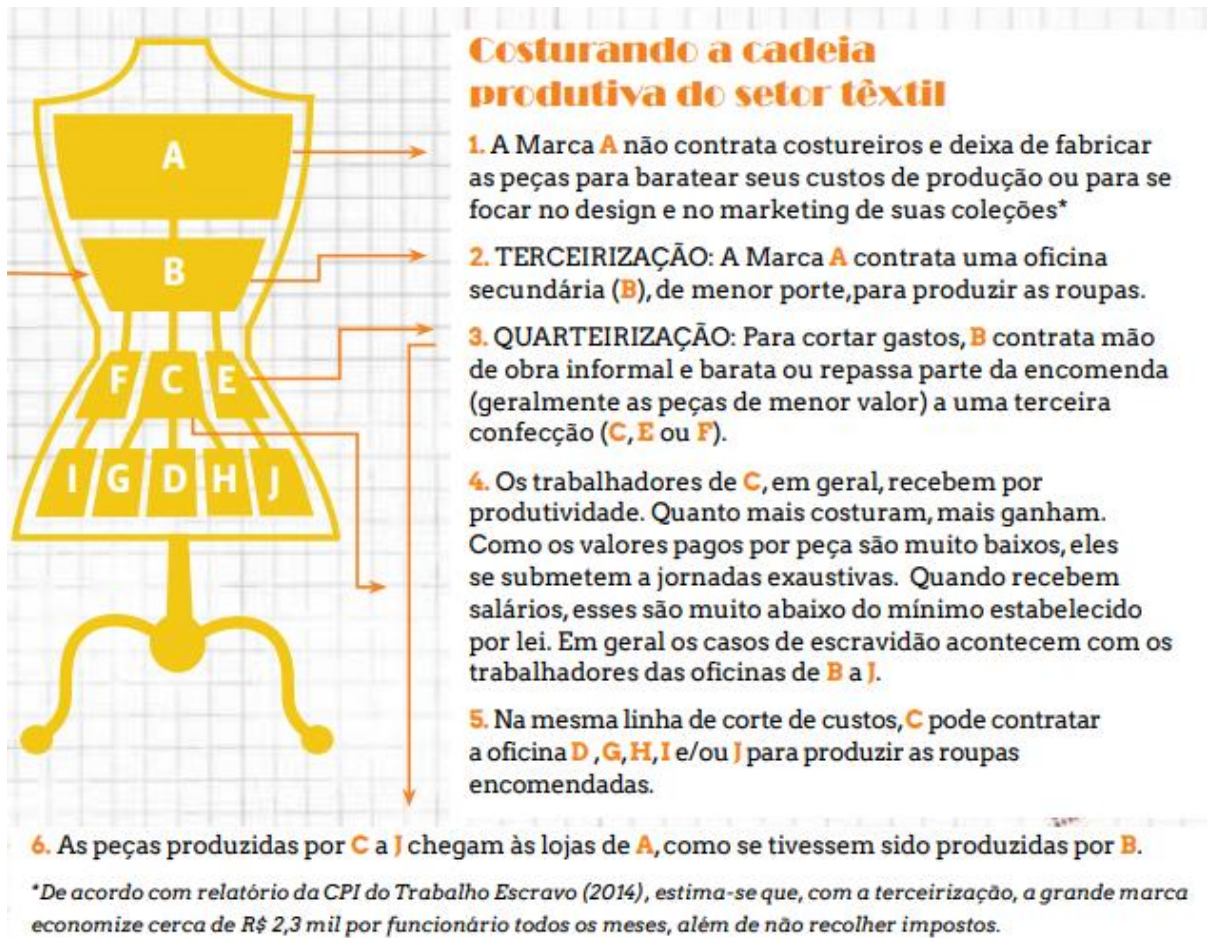 Costurando a cadeia
produtiva do setor têxtil
A
1. A Marca A não contrata costureiros e deixa de fabricar
as peças para baratear seus custos de produção ou para se
focar no design e no marketing de suas coleções*
B
2. TERCEIRIZAÇÃO: A Marca A contrata uma oficina
secundária (B), de menor porte,para produzir as roupas.
F C E
3. QUARTEIRIZAÇÃO: Para cortar gastos, B contrata mão
de obra informal e barata ou repassa parte da encomenda
(geralmente as peças de menor valor) a uma terceira
confecção (C, E ou F).
I G D H J
4. Os trabalhadores de C, em geral, recebem por
produtividade. Quanto mais costuram, mais ganham.
Como os valores pagos por peça são muito baixos, eles
se submetem a jornadas exaustivas. Quando recebem
salários, esses são muito abaixo do mínimo estabelecido
por lei. Em geral os casos de escravidão acontecem com os
trabalhadores das oficinas de B a J.
5. Na mesma linha de corte de custos, C pode contratar
a oficina D , G, H, I e/ou J para produzir as roupas
encomendadas.
6. As peças produzidas por C a J chegam às lojas de A, como se tivessem sido produzidas por B.
*De acordo com relatório da CPI do Trabalho Escravo (2014), estima-se que, com a terceirização, a grande marca
economize cerca de R$ 2,3 mil por funcionário todos os meses, além de não recolher impostos.